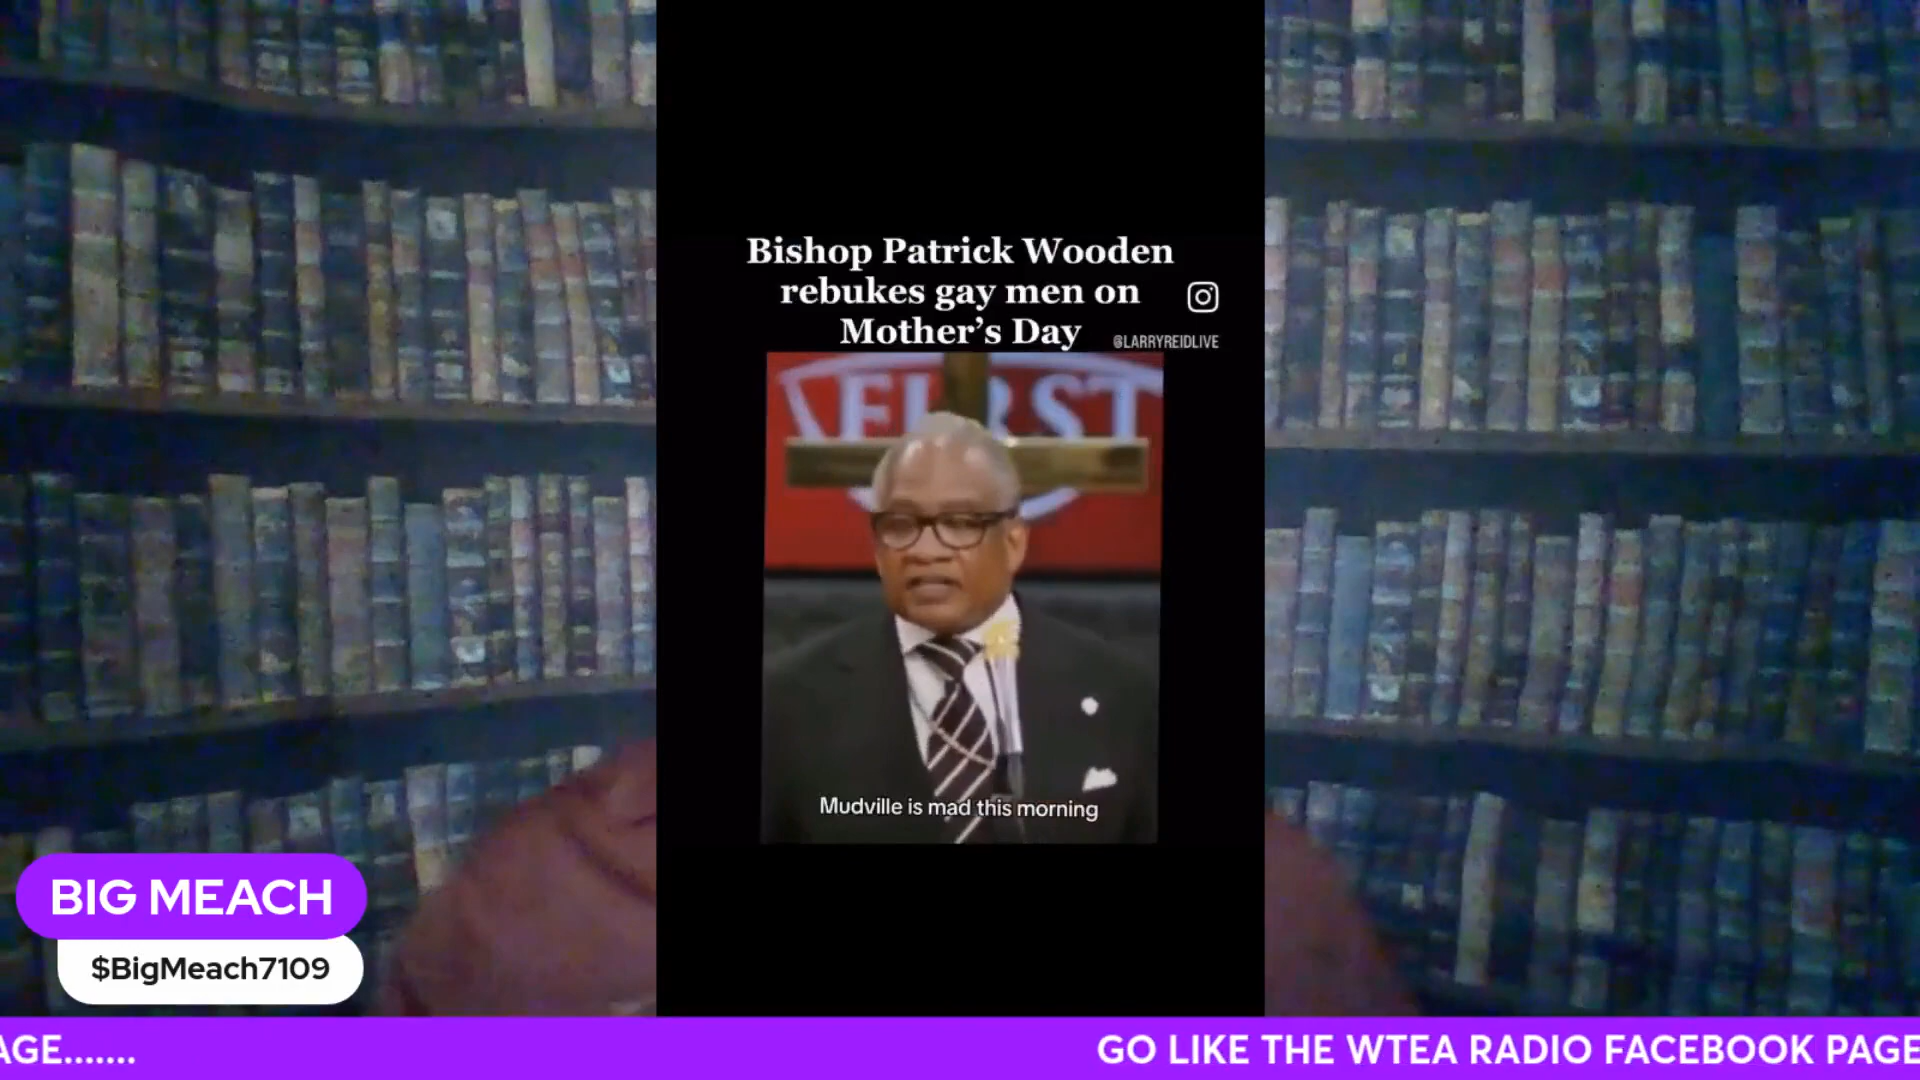 Bishop Patrick Wooden
rebukes gay men on
Mother's Day
@LARRYREIDLIVE
FIRST
Mudville is mad this morning
BIG MEACH
$BigMeach7109
AGE.......
GO LIKE THE WTEA RADIO FACEBOOK PAGE